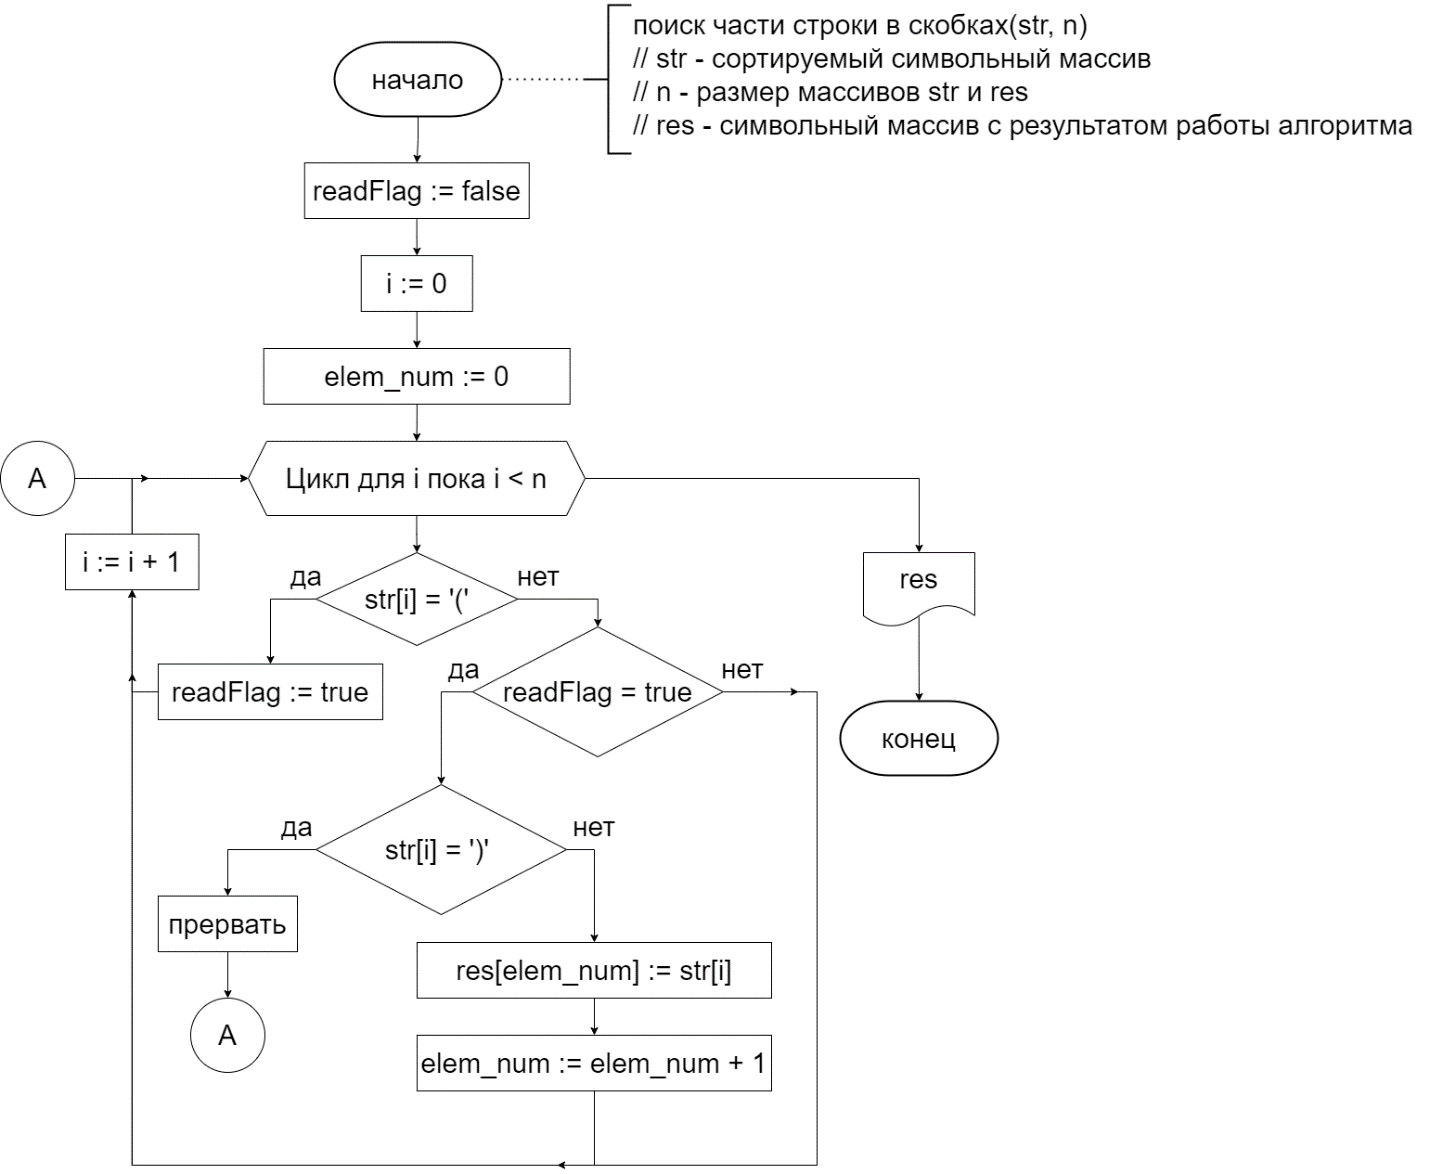 поиск части строки в скобках(str, n)
// str - сортируемый символьный массив
// n - размер массивов str и res
// res - символьный массив с результатом работы алгоритма
начало
readFlag := false
i := 0
elem_num := 0
A
Цикл для i пока i < n
i := i + 1
да
нет
str[i] = '('
res
readFlag := true
да
нет
readFlag = true
конец
да
нет
str[i] = ')'
прервать
res[elem_num] := str[i]
A
elem_num := elem_num + 1